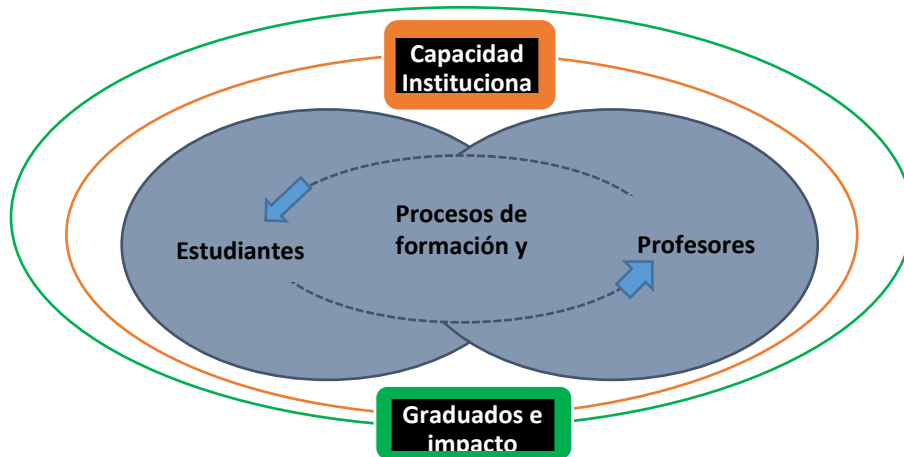 Capacidad
Instituciona
Procesos de
formación y
Estudiantes
Profesores
Graduados e
impacto